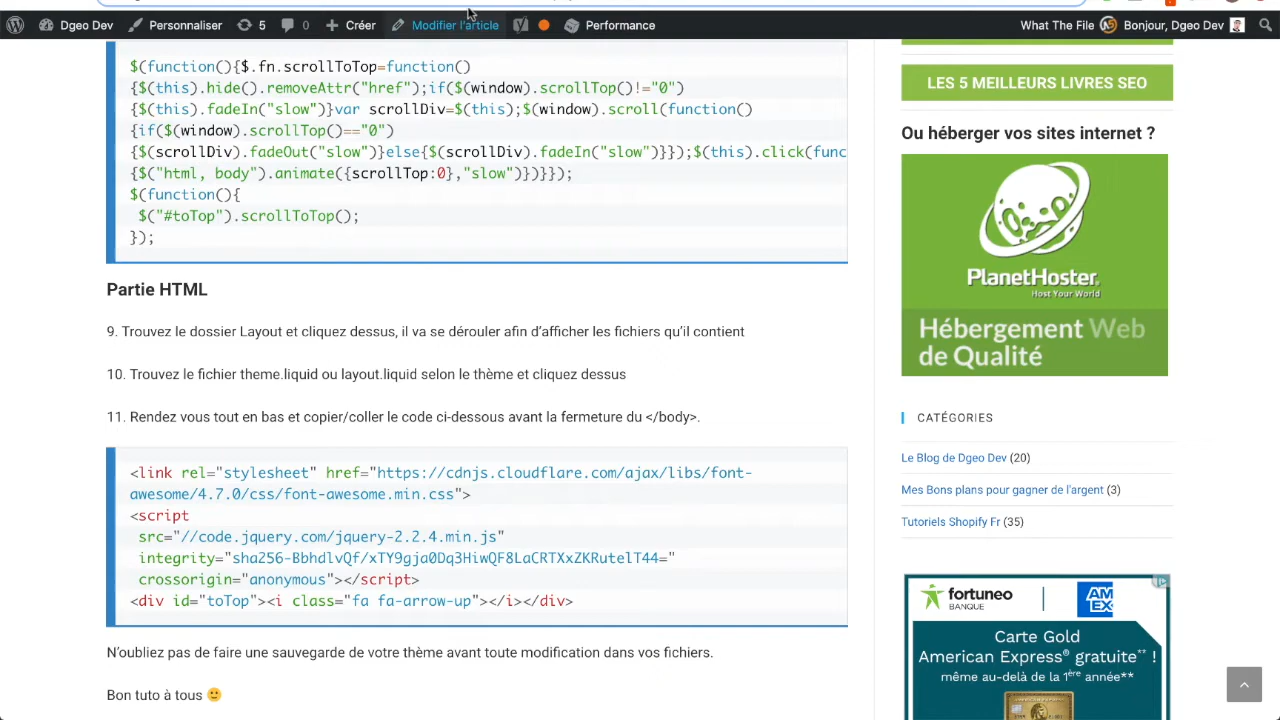 Dgeo Dev
Personnaliser
5
0
Créer
Modifier l'article
Performance
What The File
Bonjour, Dgeo Dev
$(function(){$.fn.scrollToTop=function()
{$(this).hide().removeAttr("href");if($(window).scrollTop()!="0")
{$(this).fadeIn("slow")}var scrollDiv=$(this);$(window).scroll(function()
{if($(window).scrollTop()=="0")
{$(scrollDiv).fadeOut("slow")}else{$(scrollDiv).fadeIn("slow")}});$(this).click(func
{$("html, body").animate({scrollTop:0},"slow")})}});
$(function(){
$("#toTop").scrollToTop();
});
Partie HTML
9. Trouvez le dossier Layout et cliquez dessus, il va se dérouler afin d'afficher les fichiers qu'il contient
10. Trouvez le fichier theme.liquid ou layout.liquid selon le thème et cliquez dessus
11. Rendez vous tout en bas et copier/coller le code ci-dessous avant la fermeture du </body>.
<link rel="stylesheet" href="https://cdnjs.cloudflare.com/ajax/libs/font-
awesome/4.7.0/css/font-awesome.min.css">
<script
src="//code.jquery.com/jquery-2.2.4.min.js"
integrity="sha256-BbhdlvQf/xTY9gja0Dq3HiwQF8LaCRTXxZKRutelT44="
crossorigin="anonymous"></script>
<div id="toTop"><i class="fa fa-arrow-up"></i></div>
N'oubliez pas de faire une sauvegarde de votre thème avant toute modification dans vos fichiers.
Bon tuto à tous 🙂
LES 5 MEILLEURS LIVRES SEO
Ou héberger vos sites internet ?
PlanetHoster.
Host Your World
Hébergement Web
de Qualité
CATÉGORIES
Le Blog de Dgeo Dev (20)
Mes Bons plans pour gagner de l'argent (3)
Tutoriels Shopify Fr (35)
fortuneo
BANQUE
AM
EX
Carte Gold
American Express® gratuite** !
même au-delà de la 1ère année**